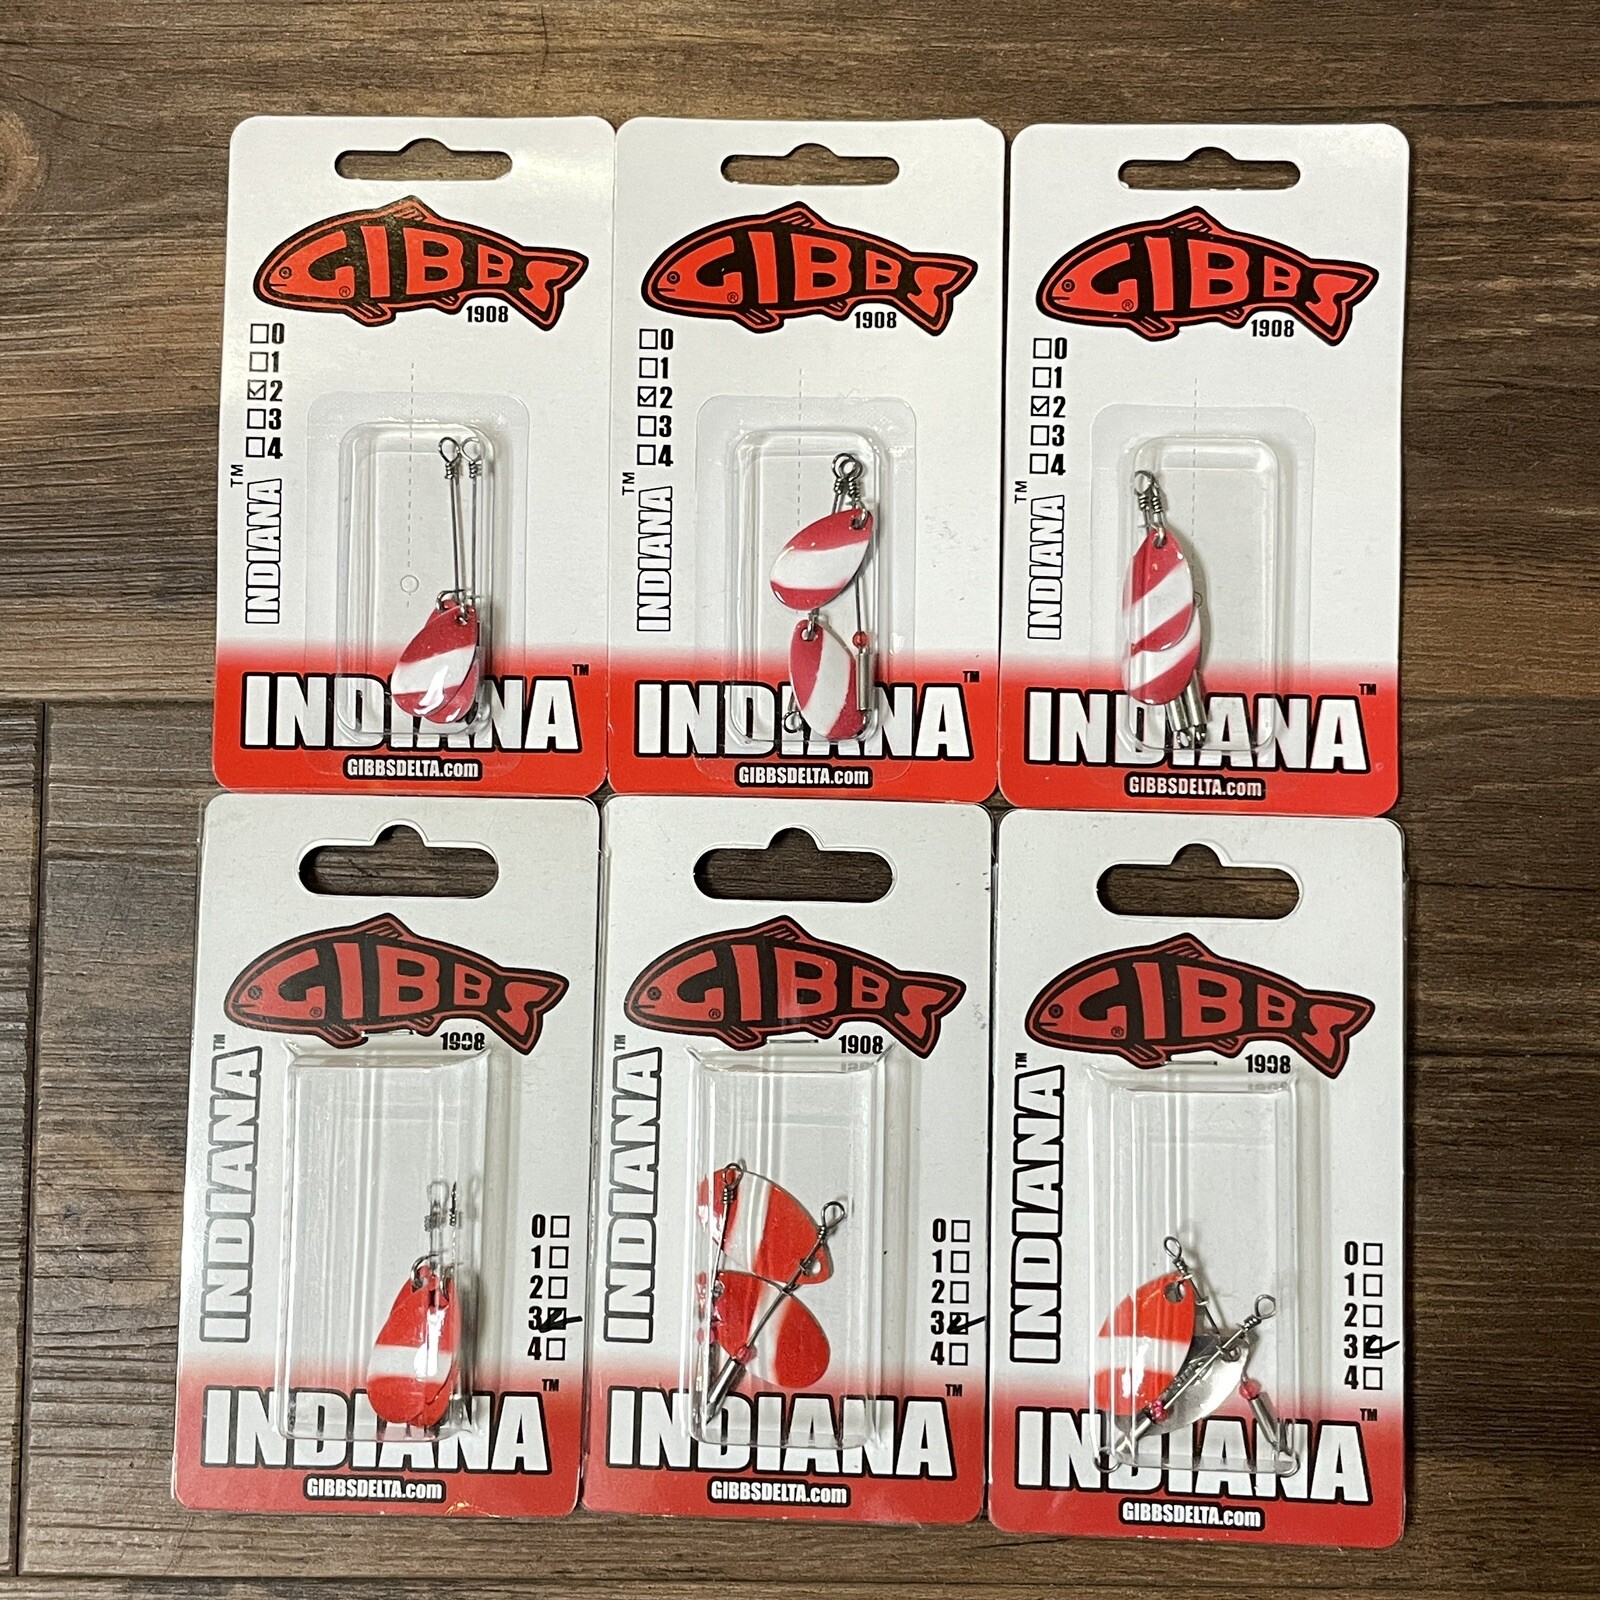 GIBBS
®
1908
0
1
2
3
4
INDIANA™
INDIANA™
GIBBSDELTA.com
GIBBS
®
1908
0
1
2
3
4
INDIANA™
INDIANA™
GIBBSDELTA.com
GIBBS
®
1908
0
1
2
3
4
INDIANA™
INDIANA™
GIBBSDELTA.com
GIBBS
®
1908
INDIANA™
0
1
2
3
4
INDIANA™
GIBBSDELTA.com
GIBBS
®
1908
INDIANA™
0
1
2
3
4
INDIANA™
GIBBSDELTA.com
GIBBS
®
1908
INDIANA™
0
1
2
3
4
INDIANA™
GIBBSDELTA.com